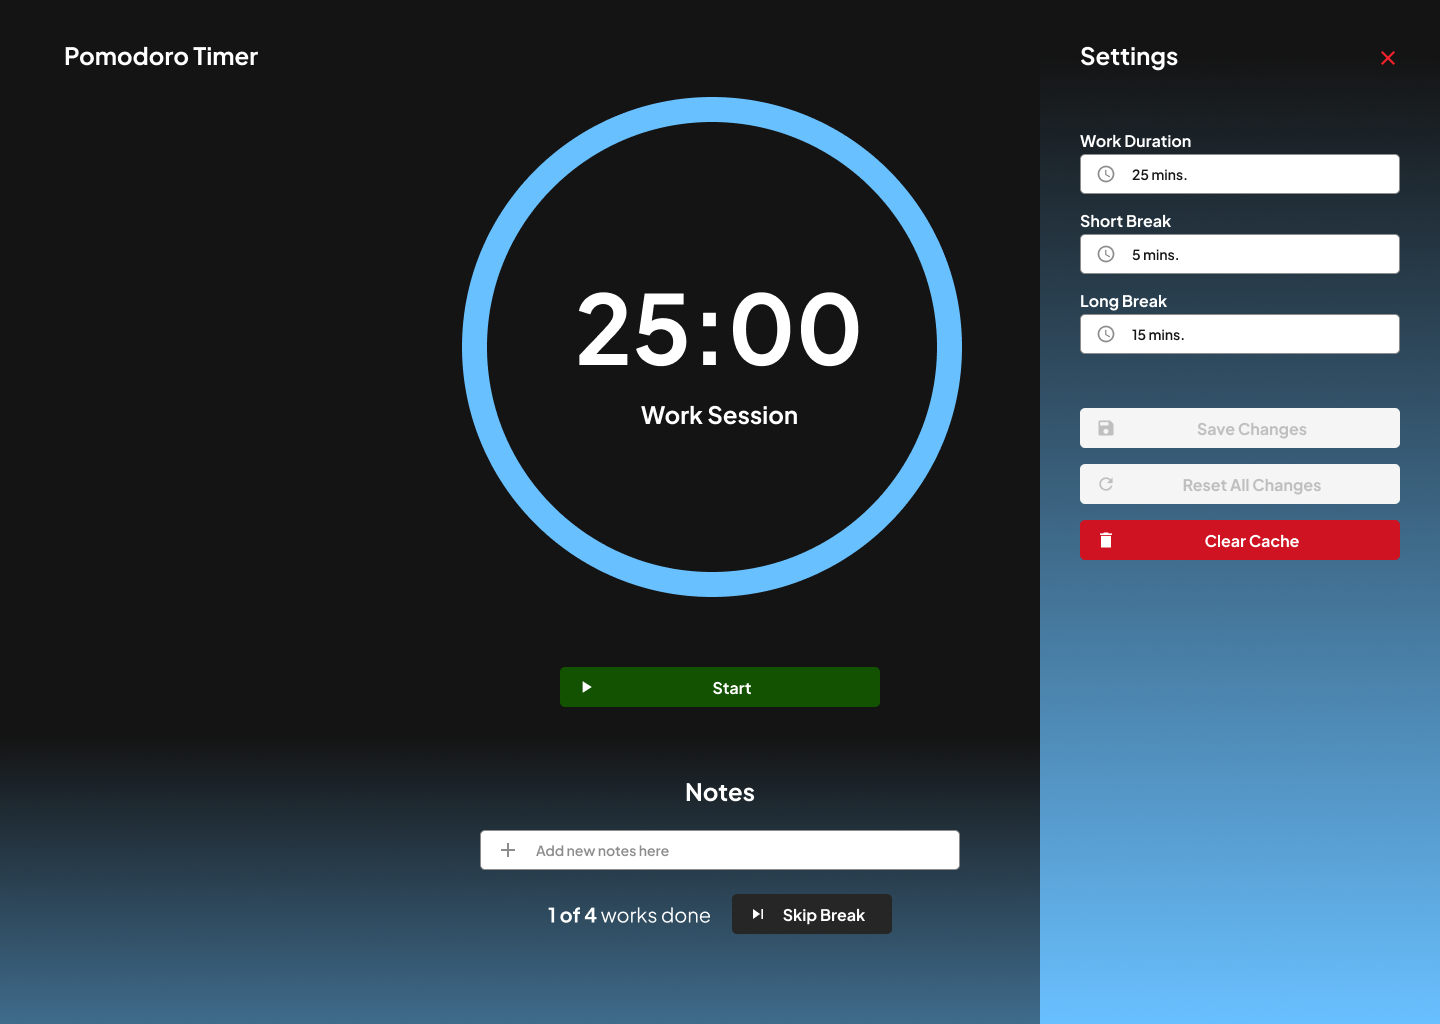 Pomodoro Timer
25:00
Work Session
Start
Notes
Add new notes here
1 of 4 works done
Skip Break
Settings
Work Duration
25 mins.
Short Break
5 mins.
Long Break
15 mins.
Save Changes
Reset All Changes
Clear Cache